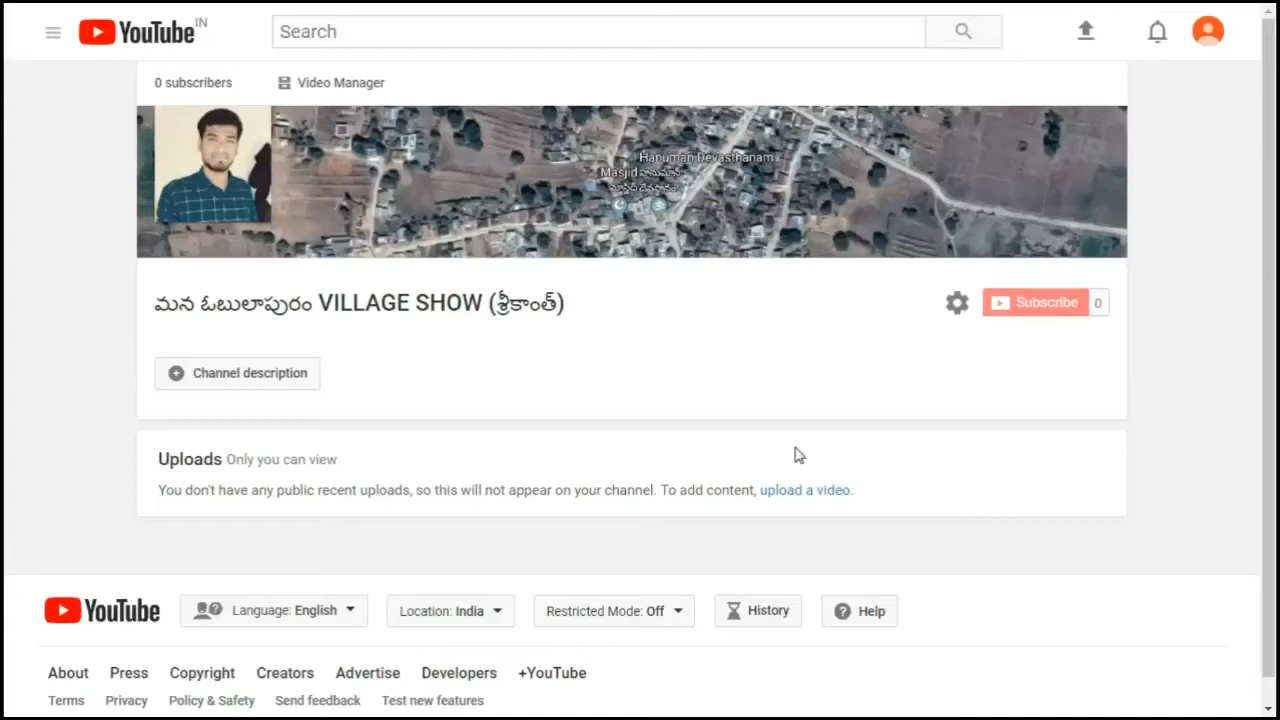 YouTube IN
Search
0 subscribers
Video Manager
Hanuman Devasthanam
Masjid హనుమాన్
మస్జిద్ దేవస్థానం
మన ఓబులాపురం VILLAGE SHOW (శ్రీకాంత్)
Subscribe 0
Channel description
Uploads Only you can view
You don't have any public recent uploads, so this will not appear on your channel. To add content, upload a video.
YouTube
Language: English
Location: India
Restricted Mode: Off
History
Help
About Press Copyright Creators Advertise Developers +YouTube
Terms Privacy Policy & Safety Send feedback Test new features